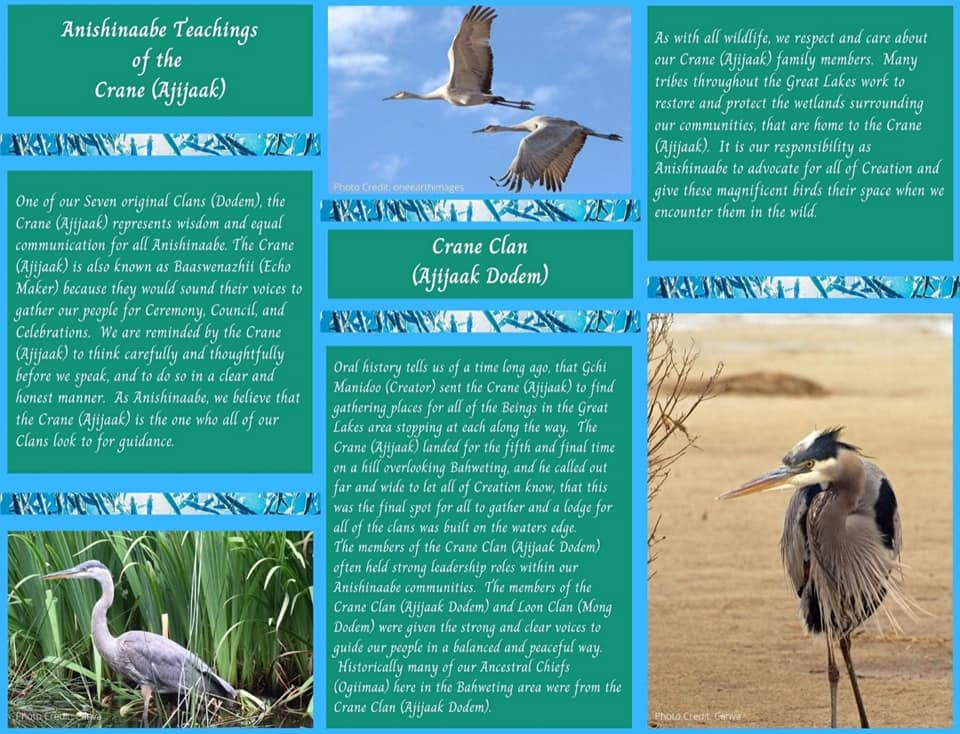 Anishinaabe Teachings
of the
Crane (Ajijaak)
One of our Seven original Clans (Dodem), the
Crane (Ajijaak) represents wisdom and equal
communication for all Anishinaabe. The Crane
(Ajijaak) is also known as Baaswenazhii (Echo
Maker) because they would sound their voices to
gather our people for Ceremony, Council, and
Celebrations. We are reminded by the Crane
(Ajijaak) to think carefully and thoughtfully
before we speak, and to do so in a clear and
honest manner. As Anishinaabe, we believe that
the Crane (Ajijaak) is the one who all of our
Clans look to for guidance.
Photo Credit: Canva
Photo Credit: oneearthimages
Crane Clan
(Ajijaak Dodem)
Oral history tells us of a time long ago, that Gchi
Manidoo (Creator) sent the Crane (Ajijaak) to find
gathering places for all of the Beings in the Great
Lakes area stopping at each along the way. The
Crane (Ajijaak) landed for the fifth and final time
on a hill overlooking Bahweting, and he called out
far and wide to let all of Creation know, that this
was the final spot for all to gather and a lodge for
all of the clans was built on the waters edge.
The members of the Crane Clan (Ajijaak Dodem)
often held strong leadership roles within our
Anishinaabe communities. The members of the
Crane Clan (Ajijaak Dodem) and Loon Clan (Mong
Dodem) were given the strong and clear voices to
guide our people in a balanced and peaceful way.
Historically many of our Ancestral Chiefs
(Ogiimaa) here in the Bahweting area were from the
Crane Clan (Ajijaak Dodem).
As with all wildlife, we respect and care about
our Crane (Ajijaak) family members. Many
tribes throughout the Great Lakes work to
restore and protect the wetlands surrounding
our communities, that are home to the Crane
(Ajijaak). It is our responsibility as
Anishinaabe to advocate for all of Creation and
give these magnificent birds their space when we
encounter them in the wild.
Photo Credit: Canva